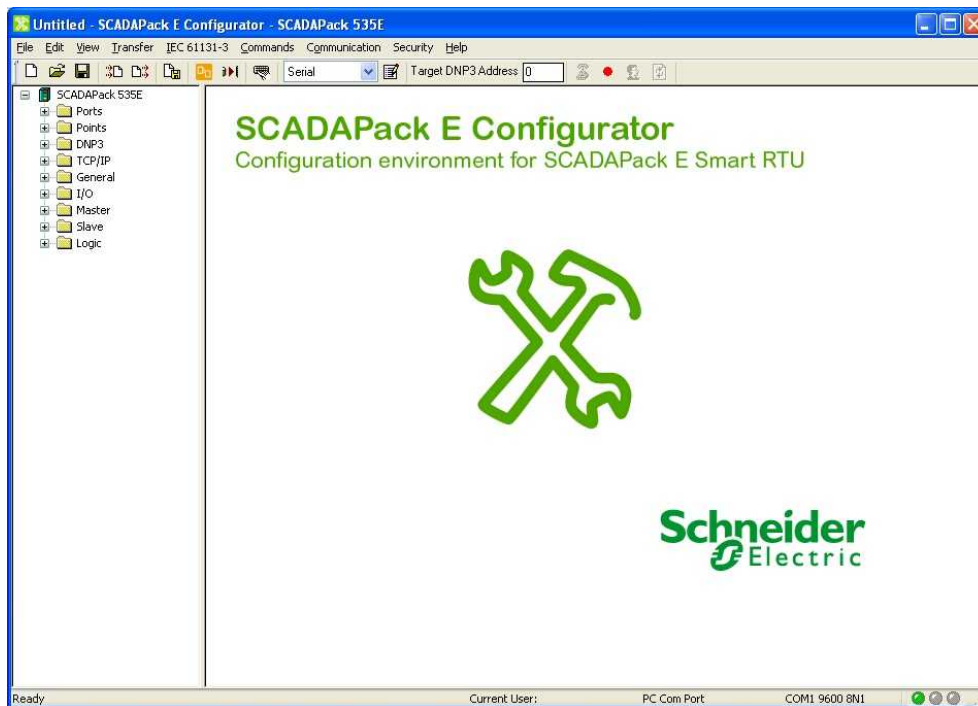 Untitled - SCADAPack E Configurator - SCADAPack 535E
File Edit View Transfer IEC 61131-3 Commands Communication Security Help
Serial Target DNP3 Address 0
SCADAPack 535E
Ports
Points
DNP3
TCP/IP
General
I/O
Master
Slave
Logic
SCADAPack E Configurator
Configuration environment for SCADAPack E Smart RTU
Schneider
Electric
Ready Current User: PC Com Port COM1 9600 8N1